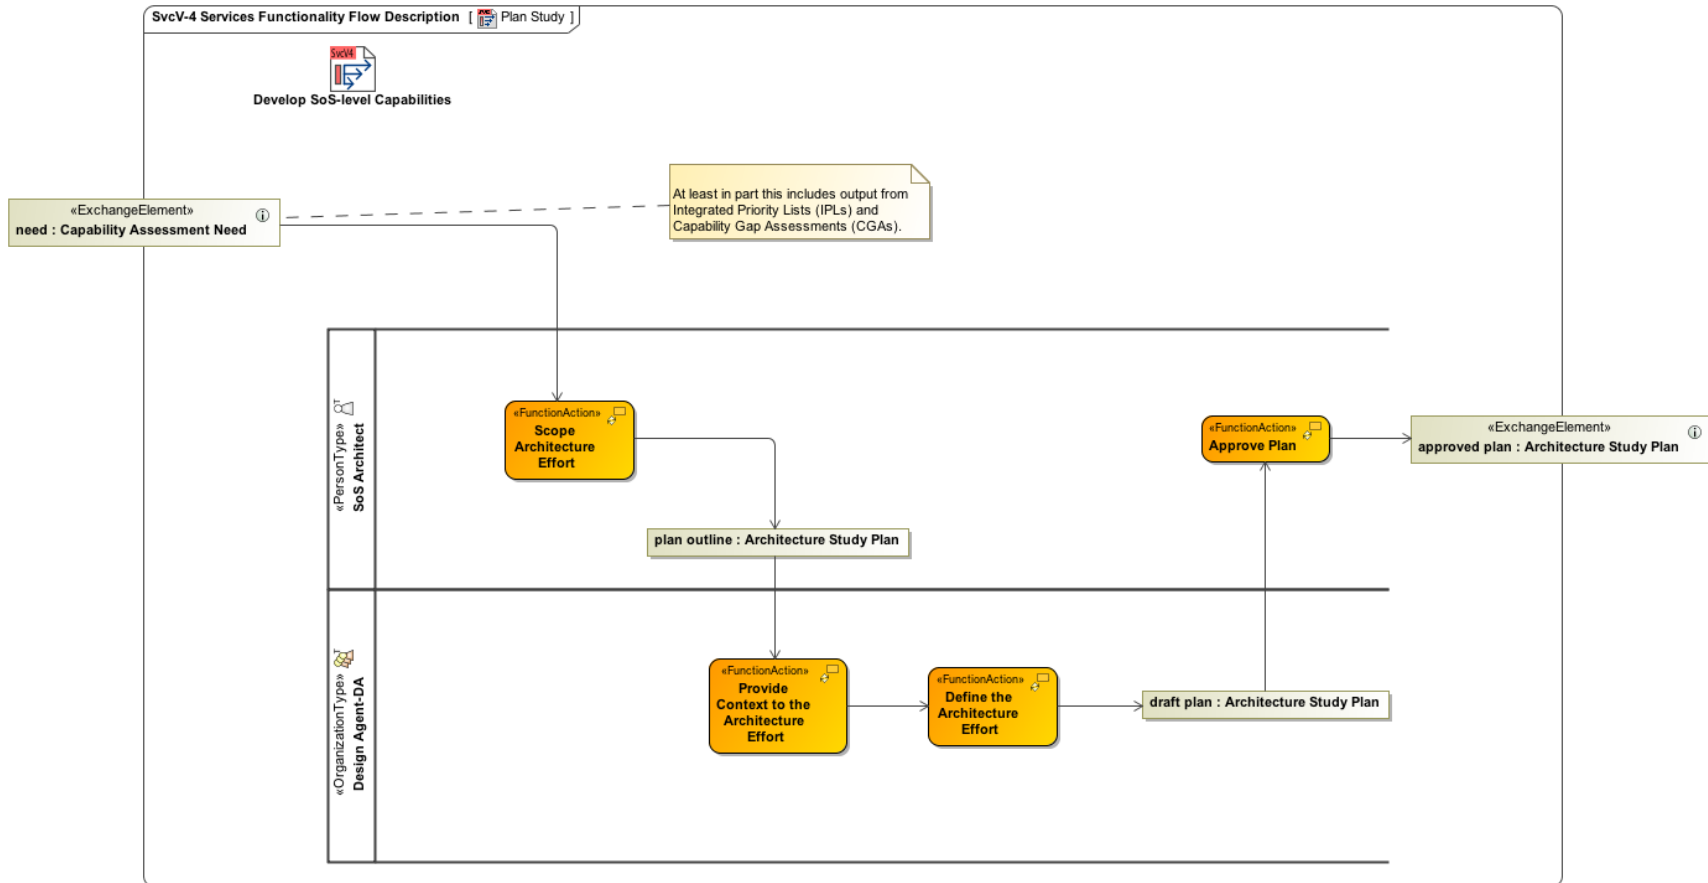 SvcV-4 Services Functionality Flow Description [ Plan Study ]
SvcV4
Develop SoS-level Capabilities
At least in part this includes output from
Integrated Priority Lists (IPLs) and
Capability Gap Assessments (CGAs).
«ExchangeElement»
need : Capability Assessment Need
«PersonType»
SoS Architect
«FunctionAction»
Scope
Architecture
Effort
«FunctionAction»
Approve Plan
«ExchangeElement»
approved plan : Architecture Study Plan
plan outline : Architecture Study Plan
«OrganizationType»
Design Agent-DA
«FunctionAction»
Provide
Context to the
Architecture
Effort
«FunctionAction»
Define the
Architecture
Effort
draft plan : Architecture Study Plan